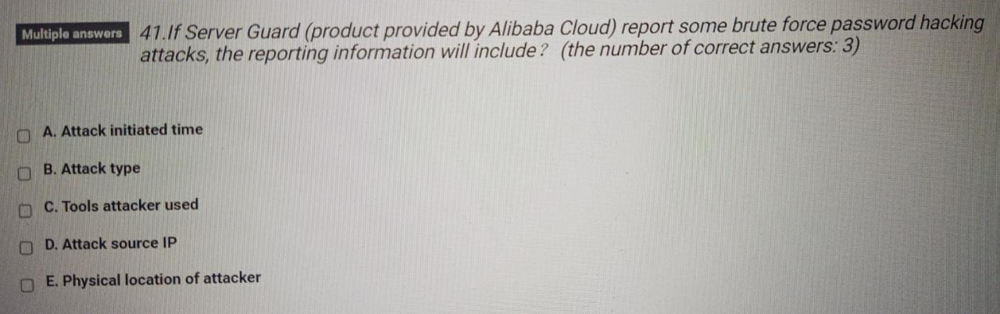 Multiple answers
41.If Server Guard (product provided by Alibaba Cloud) report some brute force password hacking
attacks, the reporting information will include? (the number of correct answers: 3)
A. Attack initiated time
B. Attack type
C. Tools attacker used
D. Attack source IP
E. Physical location of attacker